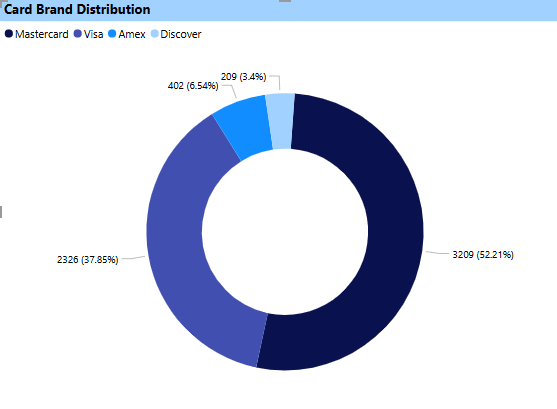 Card Brand Distribution
Mastercard Visa Amex Discover
209 (3.4%)
402 (6.54%)
3209 (52.21%)
2326 (37.85%)